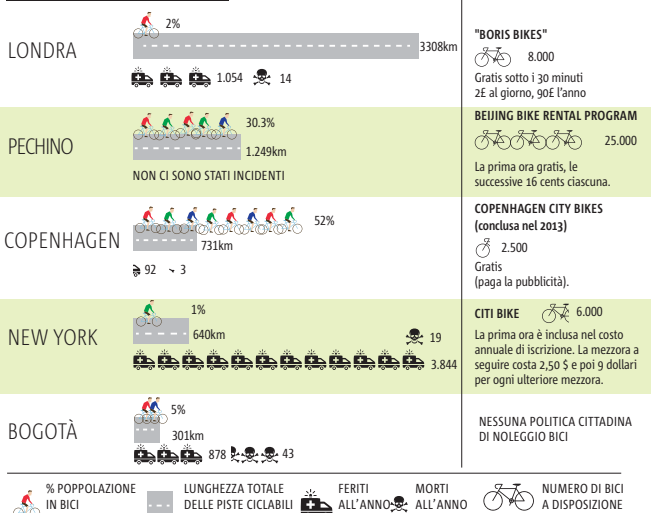 LONDRA
2%
3308km
1.054
14
"BORIS BIKES"
8.000
Gratis sotto i 30 minuti
2£ al giorno, 90£ l'anno
PECHINO
30.3%
1.249km
NON CI SONO STATI INCIDENTI
BEIJING BIKE RENTAL PROGRAM
25.000
La prima ora gratis, le
successive 16 cents ciascuna.
COPENHAGEN
52%
731km
92
3
COPENHAGEN CITY BIKES
(conclusa nel 2013)
2.500
Gratis
(paga la pubblicità).
NEW YORK
1%
640km
19
3.844
CITI BIKE
6.000
La prima ora è inclusa nel costo
annuale di iscrizione. La mezzora a
seguire costa 2,50 $ e poi 9 dollari
per ogni ulteriore mezzora.
BOGOTÀ
5%
301km
878
43
NESSUNA POLITICA CITTADINA
DI NOLEGGIO BICI
% POPPOLAZIONE
IN BICI
LUNGHEZZA TOTALE
DELLE PISTE CICLABILI
FERITI
ALL'ANNO
MORTI
ALL'ANNO
NUMERO DI BICI
A DISPOSIZIONE